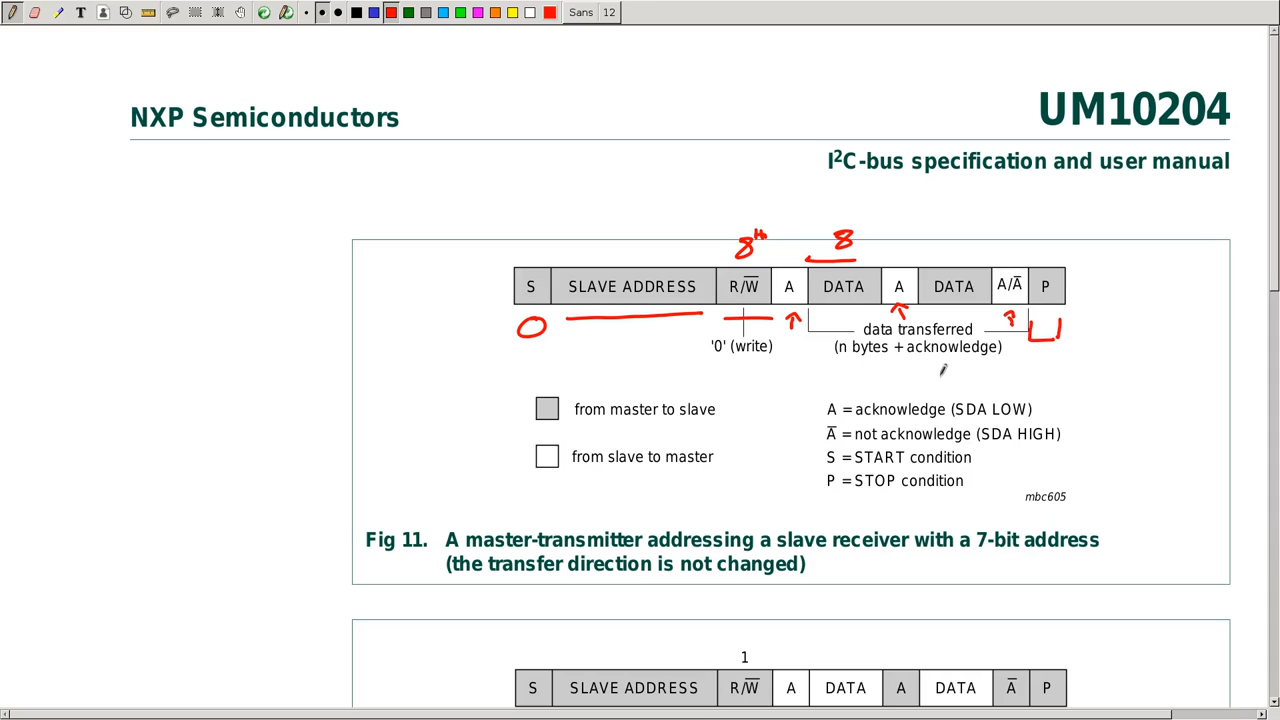 Sans 12
NXP Semiconductors
UM10204
I²C-bus specification and user manual
8th 8
S SLAVE ADDRESS R/W̅ A DATA A DATA A/A̅ P
'0' (write)
data transferred
(n bytes + acknowledge)
from master to slave
from slave to master
A = acknowledge (SDA LOW)
A̅ = not acknowledge (SDA HIGH)
S = START condition
P = STOP condition
mbc605
Fig 11. A master-transmitter addressing a slave receiver with a 7-bit address
(the transfer direction is not changed)
1
S SLAVE ADDRESS R/W̅ A DATA A DATA A̅ P